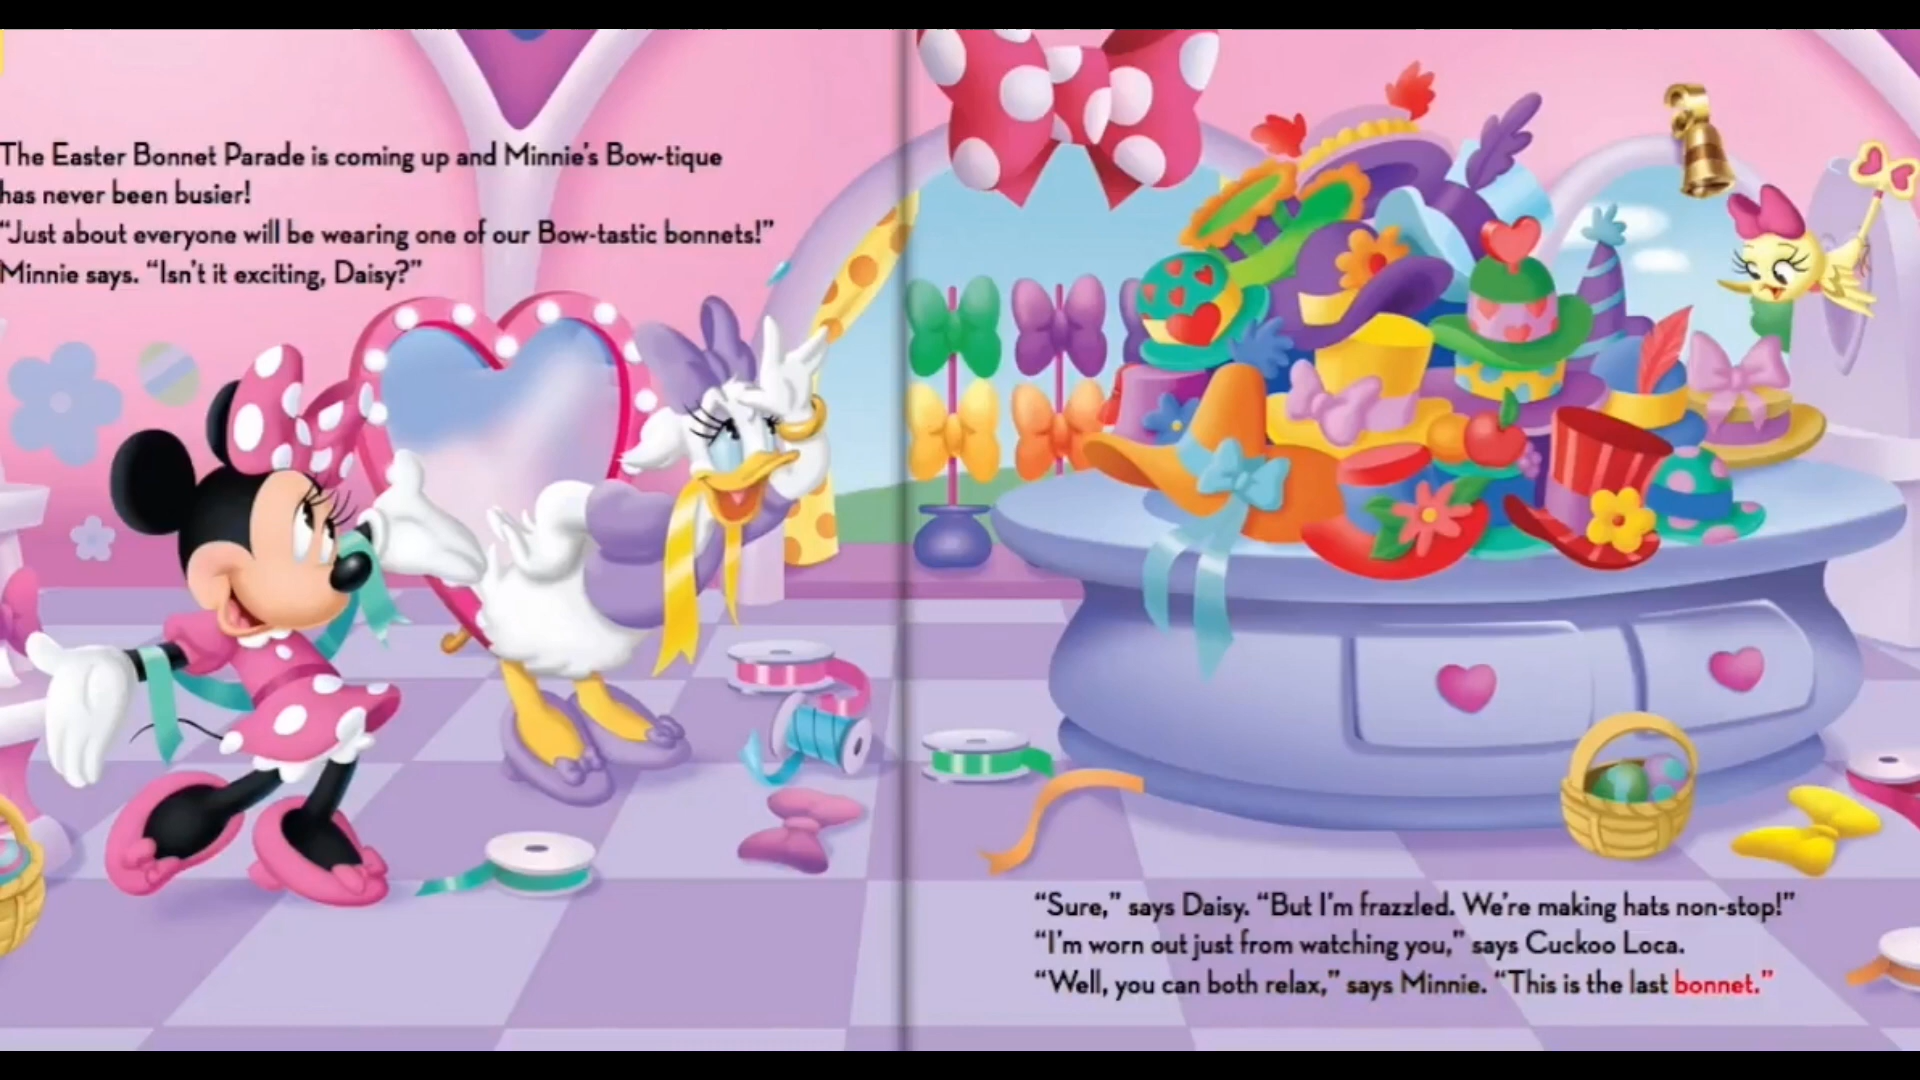 The Easter Bonnet Parade is coming up and Minnie's Bow-tique
has never been busier!
“Just about everyone will be wearing one of our Bow-tastic bonnets!”
Minnie says. “Isn't it exciting, Daisy?”
“Sure,” says Daisy. “But I'm frazzled. We're making hats non-stop!”
“I'm worn out just from watching you,” says Cuckoo Loca.
“Well, you can both relax,” says Minnie. “This is the last bonnet.”